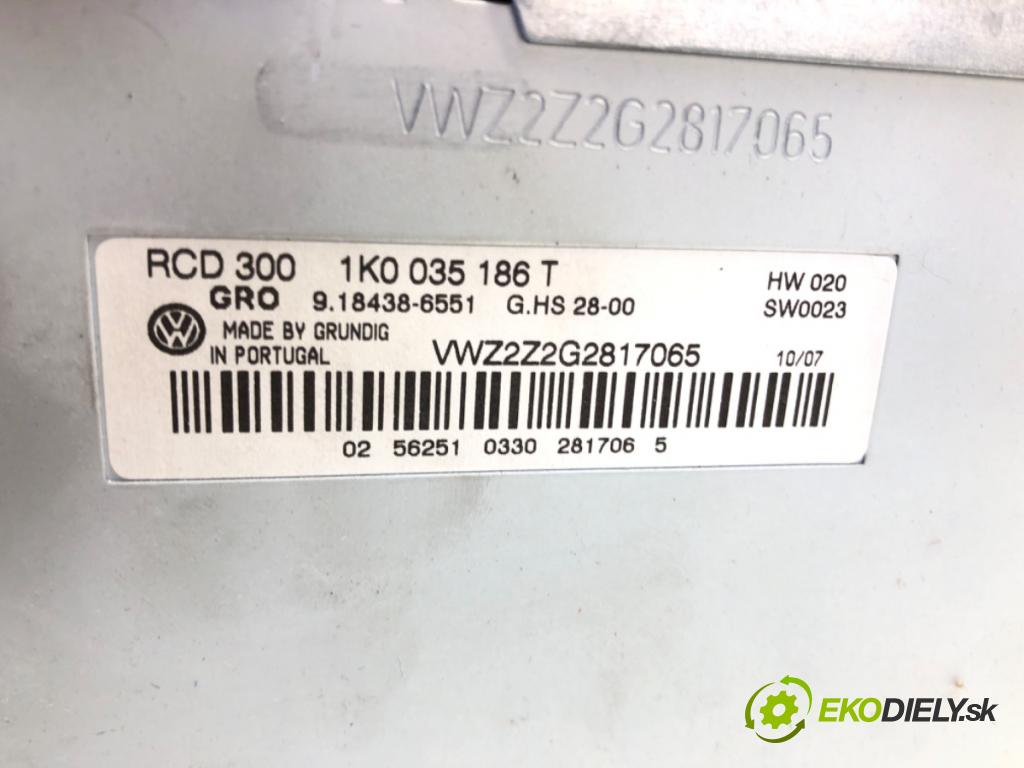 VWZ2Z2G2817065
RCD 300 1K0 035 186 T HW 020
GRO 9.18438-6551 G.HS 28-00 SW0023
MADE BY GRUNDIG
IN PORTUGAL VWZ2Z2G2817065 10/07
02 56251 0330 281706 5
EKODIELY.sk